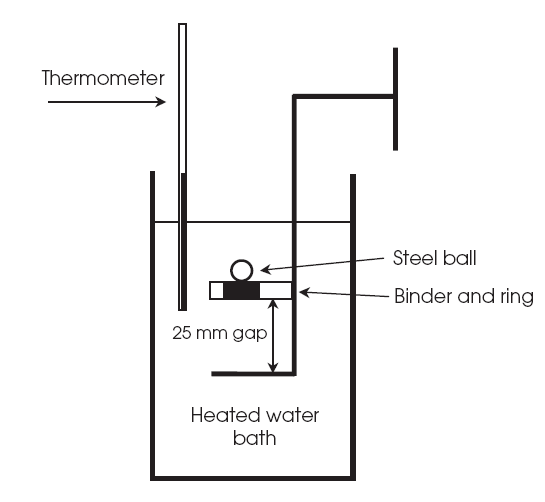 Thermometer
Steel ball
Binder and ring
25 mm gap
Heated water
bath